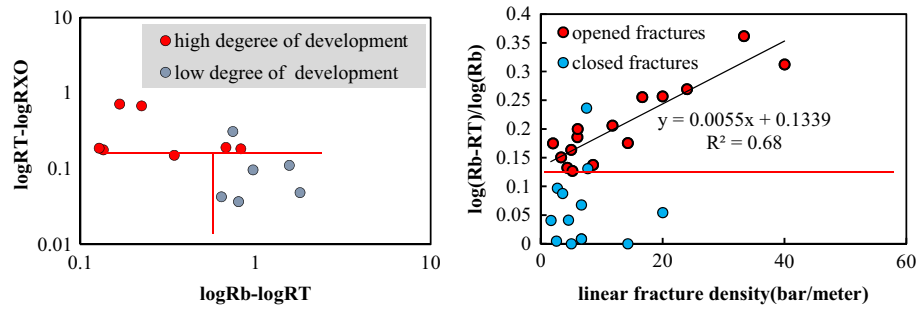 10
1
0.1
0.01
0.1
1
10
logRT-logRXO
logRb-logRT
high degeree of development
low degree of  development
0.4
0.35
0.3
0.25
0.2
0.15
0.1
0.05
0
0
20
40
60
log(Rb-RT)/log(Rb)
linear fracture density(bar/meter)
opened fractures
closed fractures
y = 0.0055x + 0.1339
R² = 0.68